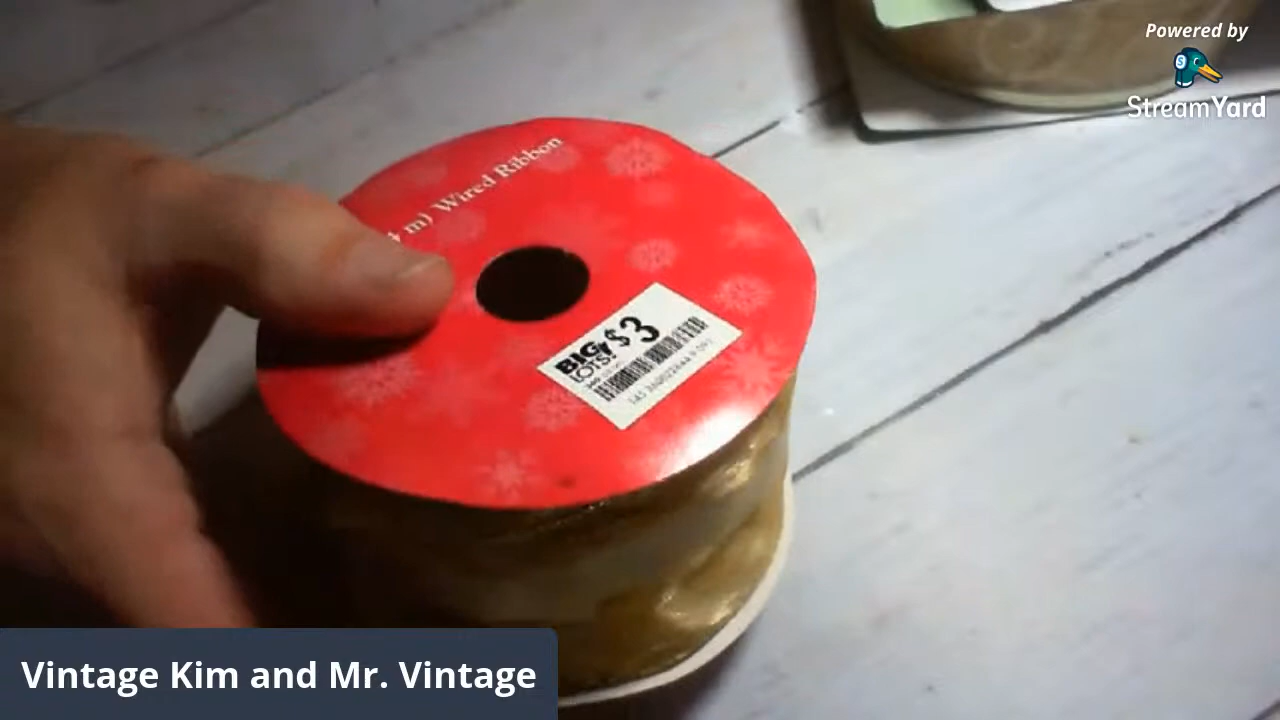 Powered by
StreamYard
m) Wired Ribbon
BIG
LOTS!
$3
Vintage Kim and Mr. Vintage